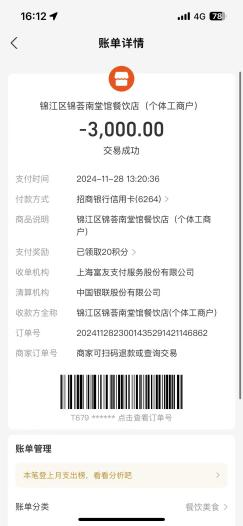 16:12
4G 78
账单详情
锦江区锦荟南堂馆餐饮店（个体工商户）
-3,000.00
交易成功
支付时间 2024-11-28 13:20:36
付款方式 招商银行信用卡(6264) >
商品说明 锦江区锦荟南堂馆餐饮店（个体工商
户）
支付奖励 已领取20积分 >
收单机构 上海富友支付服务股份有限公司
清算机构 中国银联股份有限公司
收款方全称 锦江区锦荟南堂馆餐饮店(个体工商户)
订单号 2024112823001435291421146862
商家订单号 商家可扫码退款或查询交易
T679 ****** 点击查看订单号
账单管理
本笔登上月支出榜，看看分析吧 >
账单分类 餐饮美食 >